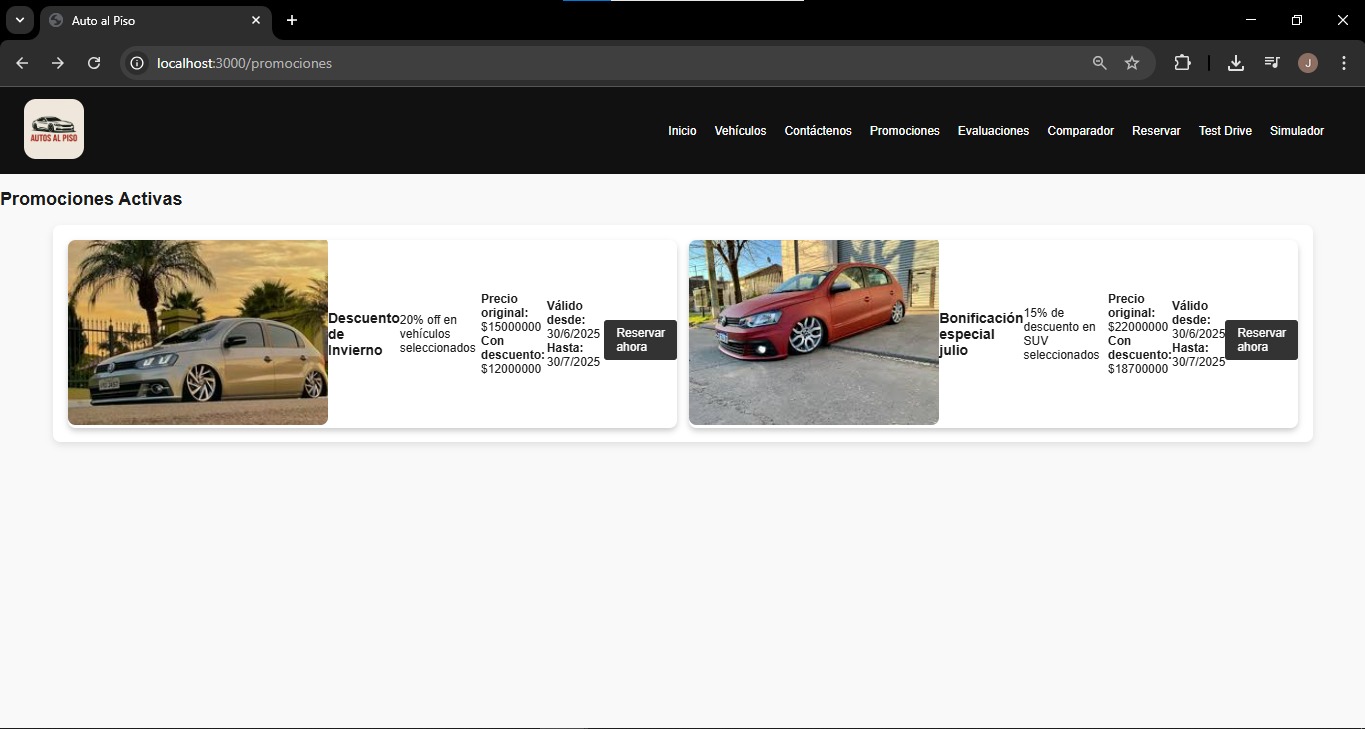 Auto al Piso
localhost:3000/promociones
J
AUTOS AL PISO
Inicio Vehículos Contáctenos Promociones Evaluaciones Comparador Reservar Test Drive Simulador
Promociones Activas
Descuento
de
Invierno
20% off en
vehículos
seleccionados
Precio
original:
$15000000
Con
descuento:
$12000000
Válido
desde:
30/6/2025
Hasta:
30/7/2025
Reservar
ahora
Bonificación
especial
julio
15% de
descuento en
SUV
seleccionados
Precio
original:
$22000000
Con
descuento:
$18700000
Válido
desde:
30/6/2025
Hasta:
30/7/2025
Reservar
ahora